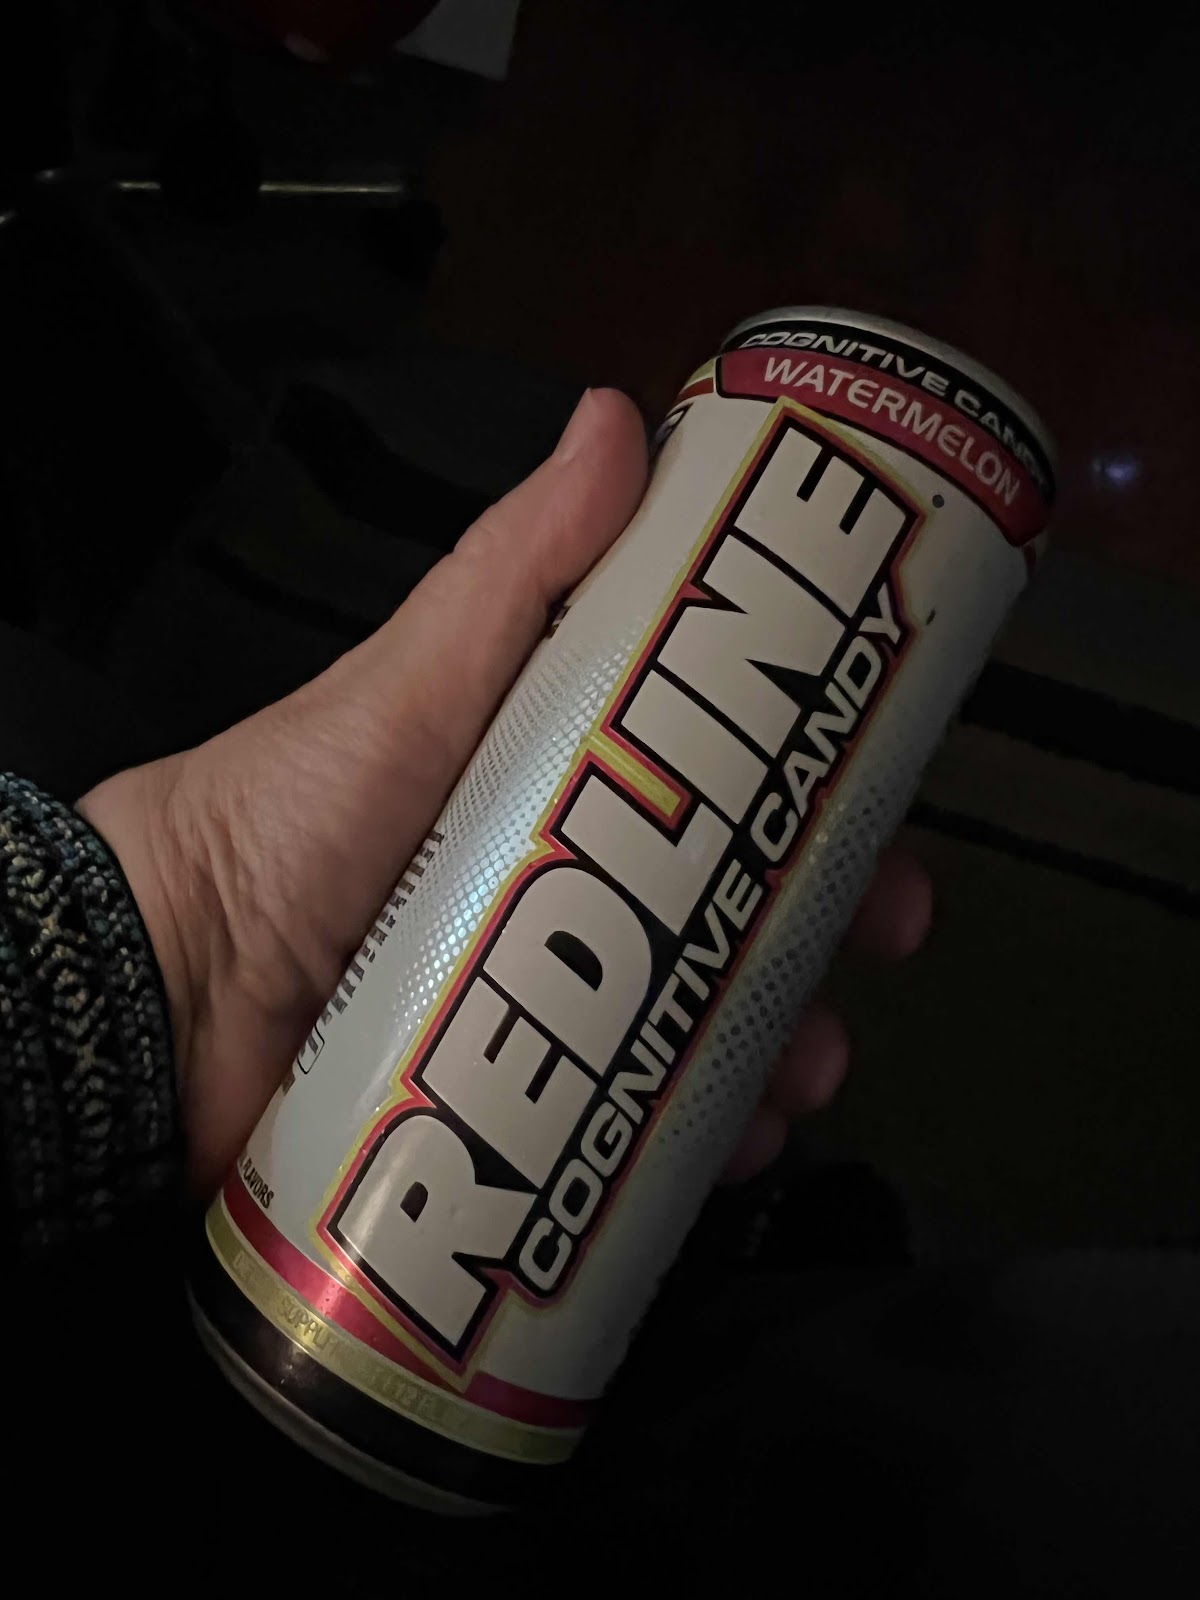 COGNITIVE CANDY
WATERMELON
REDLINE
COGNITIVE CANDY
FLAVORS